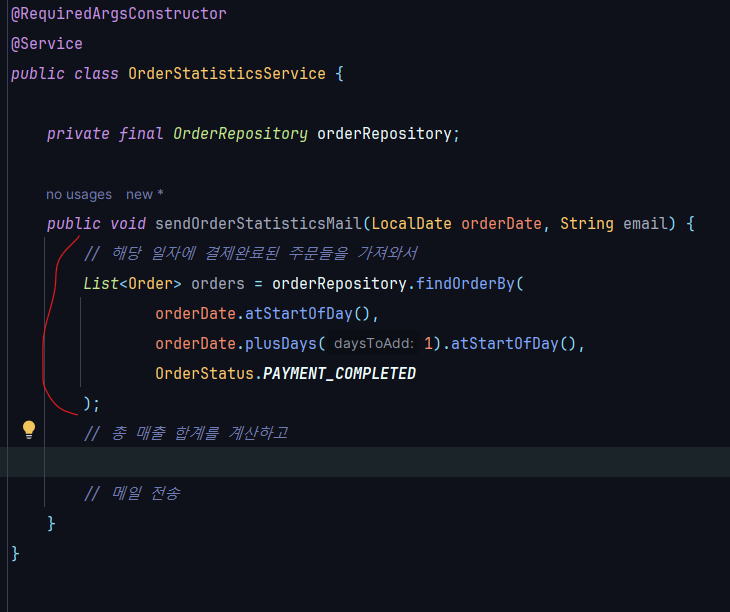 @RequiredArgsConstructor
@Service
public class OrderStatisticsService {
private final OrderRepository orderRepository;
no usages new *
public void sendOrderStatisticsMail(LocalDate orderDate, String email) {
// 해당 일자에 결제완료된 주문들을 가져와서
List<Order> orders = orderRepository.findOrderBy(
orderDate.atStartOfDay(),
orderDate.plusDays( daysToAdd: 1).atStartOfDay(),
OrderStatus.PAYMENT_COMPLETED
);
// 총 매출 합계를 계산하고
// 메일 전송
}
}